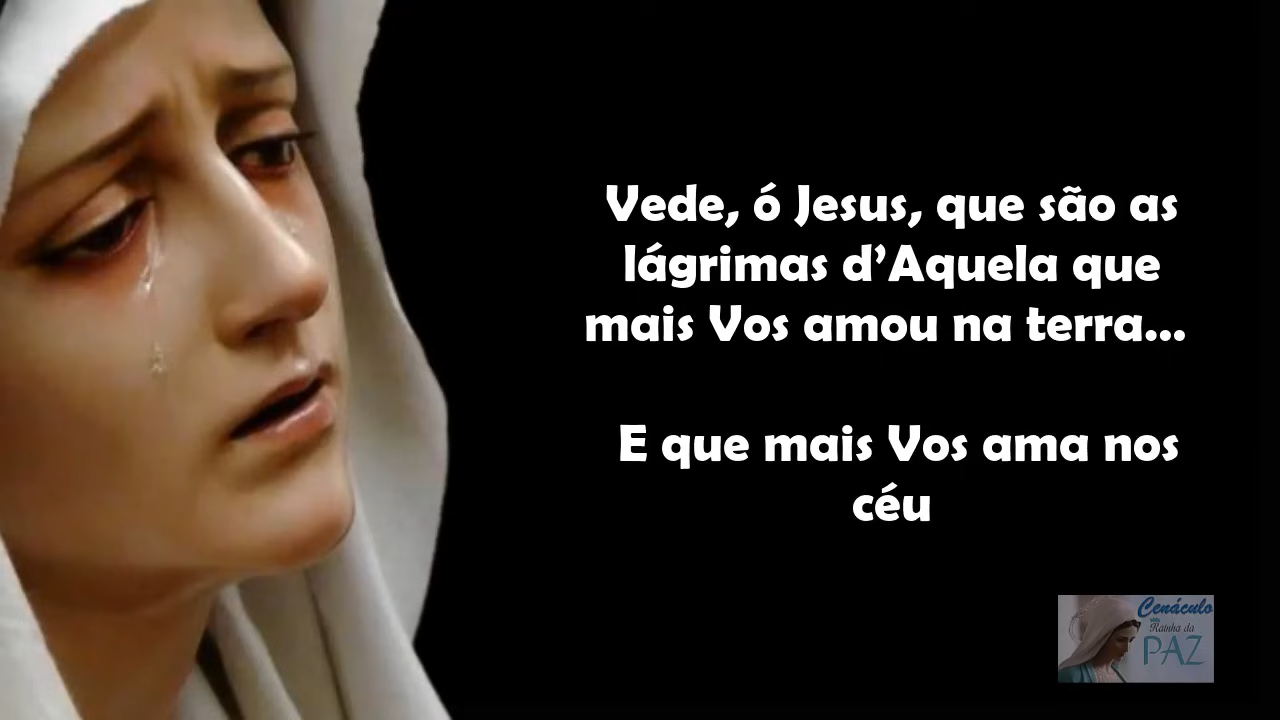 Vede, ó Jesus, que são as
lágrimas d’Aquela que
mais Vos amou na terra...
E que mais Vos ama nos
céu
Cenáculo
Rainha da
PAZ